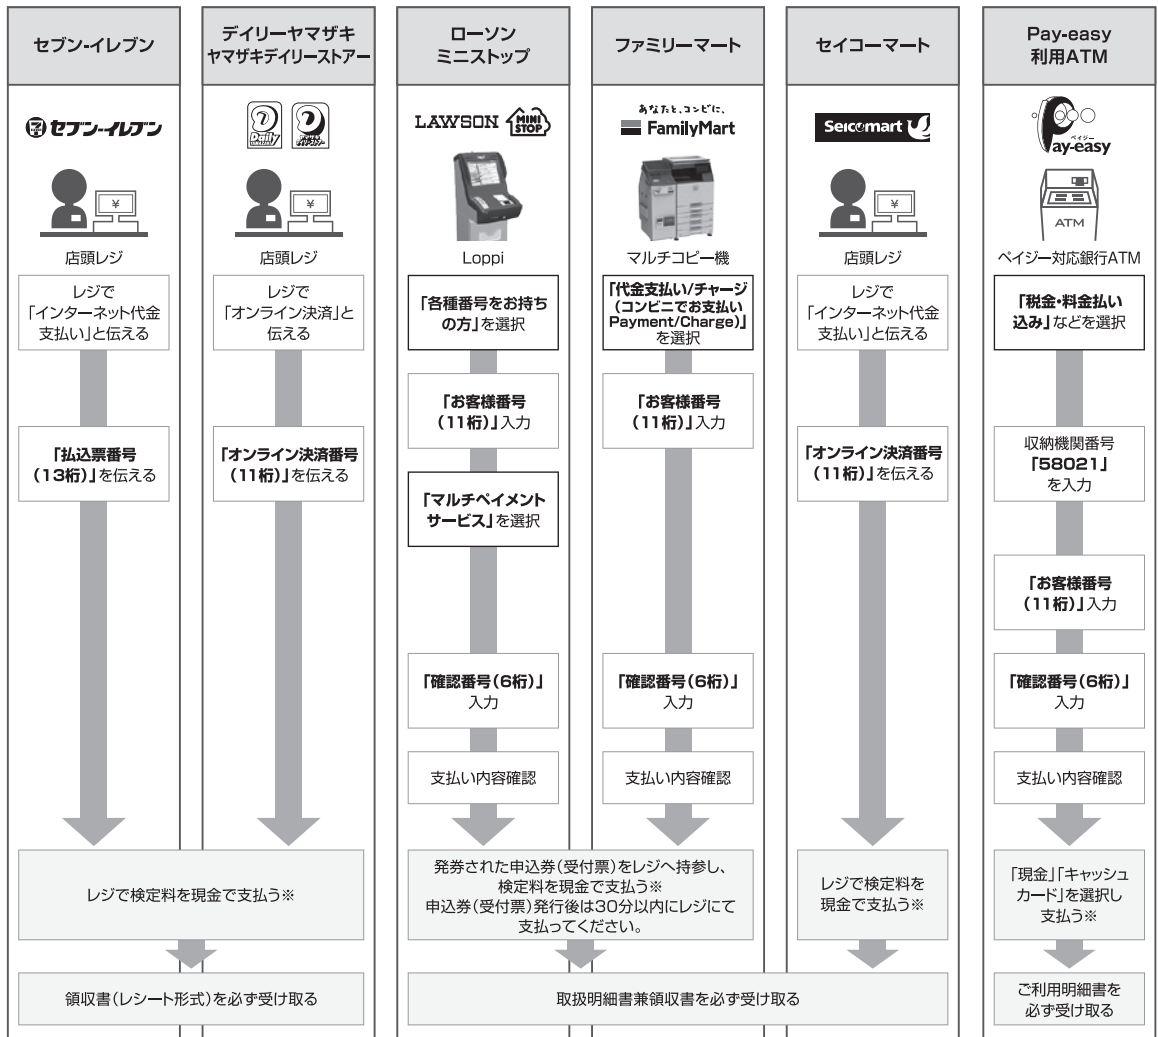 セブン-イレブン
デイリーヤマザキ
ヤマザキデイリーストアー
ローソン
ミニストップ
ファミリーマート
セイコーマート
Pay-easy
利用ATM
セブン-イレブン
Daily
LAWSON
MINI
STOP
あなたと、コンビに、
FamilyMart
Seicomart
ペイジー
Pay-easy
¥
¥
¥
ATM
店頭レジ
店頭レジ
Loppi
マルチコピー機
店頭レジ
ペイジー対応銀行ATM
レジで
「インターネット代金
支払い」と伝える
レジで
「オンライン決済」と
伝える
「各種番号をお持ち
の方」を選択
「代金支払い/チャージ
(コンビニでお支払い
Payment/Charge)」
を選択
レジで
「インターネット代金
支払い」と伝える
「税金・料金払い
込み」などを選択
「お客様番号
(11桁)」入力
「お客様番号
(11桁)」入力
「払込票番号
(13桁)」を伝える
「オンライン決済番号
(11桁)」を伝える
「オンライン決済番号
(11桁)」を伝える
収納機関番号
「58021」
を入力
「マルチペイメント
サービス」を選択
「お客様番号
(11桁)」入力
「確認番号(6桁)」
入力
「確認番号(6桁)」
入力
「確認番号(6桁)」
入力
支払い内容確認
支払い内容確認
支払い内容確認
レジで検定料を現金で支払う※
発券された申込券(受付票)をレジへ持参し、
検定料を現金で支払う※
申込券(受付票)発行後は30分以内にレジにて
支払ってください。
レジで検定料を
現金で支払う※
「現金」「キャッシュ
カード」を選択し
支払う※
領収書(レシート形式)を必ず受け取る
取扱明細書兼領収書を必ず受け取る
ご利用明細書を
必ず受け取る